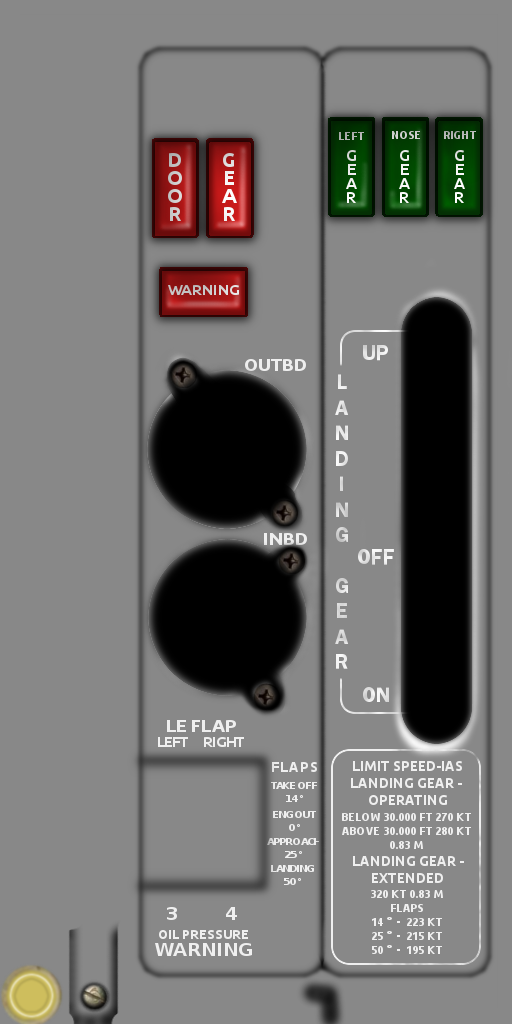 DOOR
GEAR
WARNING
LEFT
GEAR
NOSE
GEAR
RIGHT
GEAR
OUTBD
INBD
LANDING GEAR
UP
OFF
ON
LE FLAP
LEFT RIGHT
FLAPS
TAKE OFF
14°
ENG OUT
0°
APPROACH
25°
LANDING
50°
3 4
OIL PRESSURE
WARNING
LIMIT SPEED-IAS
LANDING GEAR -
OPERATING
BELOW 30.000 FT 270 KT
ABOVE 30.000 FT 280 KT
0.83 M
LANDING GEAR -
EXTENDED
320 KT 0.83 M
FLAPS
14 ° - 223 KT
25 ° - 215 KT
50 ° - 195 KT